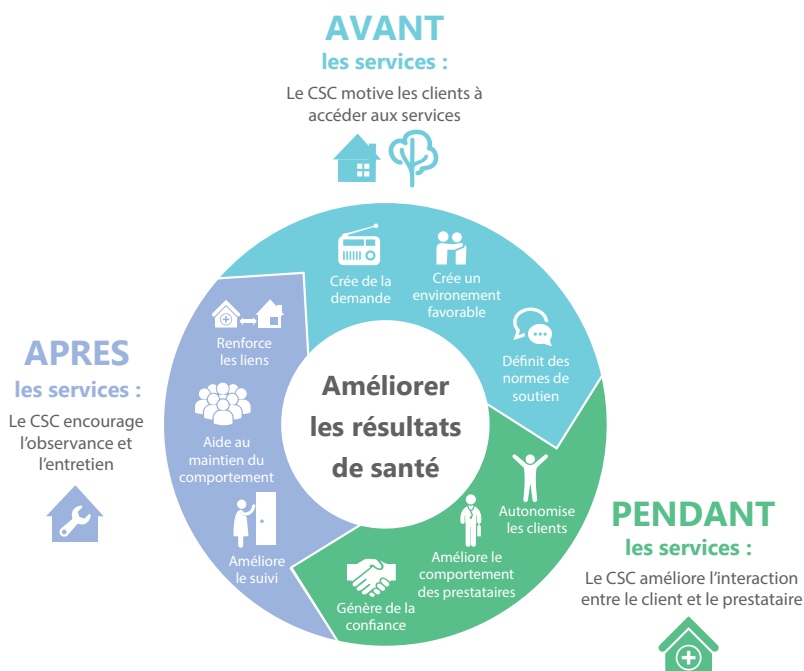 AVANT
les services :
Le CSC motive les clients à
accéder aux services
Crée de la
demande
Crée un
environement
favorable
Définit des
normes de
soutien
PENDANT
les services :
Le CSC améliore l'interaction
entre le client et le prestataire
Autonomise
les clients
Améliore le
comportement
des prestataires
Génère de la
confiance
APRES
les services :
Le CSC encourage
l'observance et
l'entretien
Améliore
le suivi
Aide au
maintien du
comportement
Renforce
les liens
Améliorer
les résultats
de santé